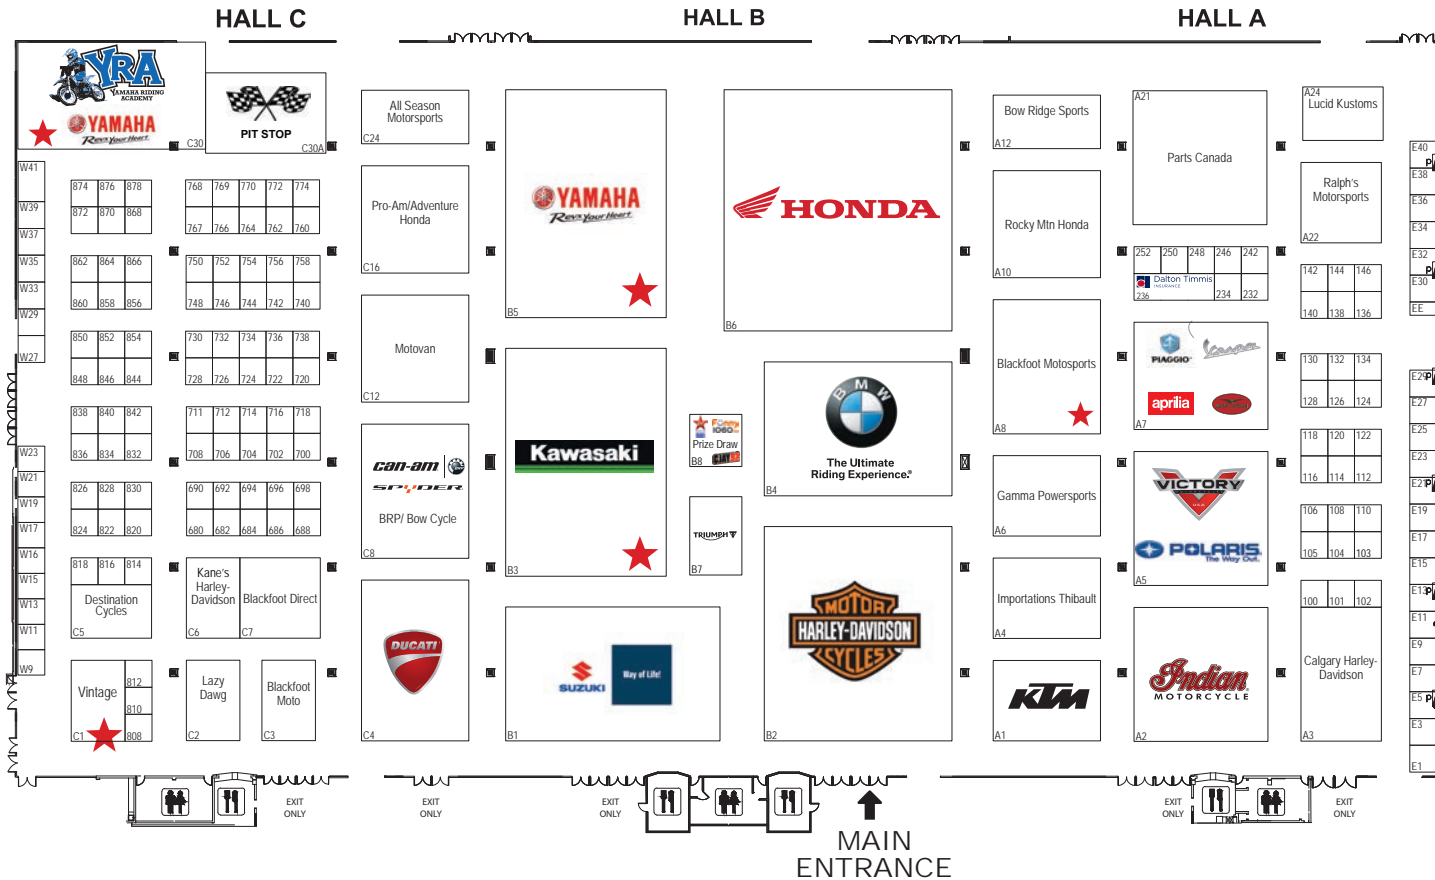 HALL C
HALL B
HALL A
YRA
YAMAHA RIDING
ACADEMY
YAMAHA
Revs Your Heart
C30
PIT STOP
C30A
All Season
Motorsports
C24
Pro-Am/Adventure
Honda
C16
Motovan
C12
can-am
SPYDER
BRP/ Bow Cycle
C8
DUCATI
C4
YAMAHA
Revs Your Heart
B5
HONDA
B6
Kawasaki
B3
Prize Draw
B8
TRIUMPH
B7
BMW
The Ultimate
Riding Experience.®
B4
SUZUKI
Way of Life!
B1
MOTOR
HARLEY-DAVIDSON
CYCLES
B2
Bow Ridge Sports
A12
Rocky Mtn Honda
A10
Blackfoot Motosports
A8
Gamma Powersports
A6
Importations Thibault
A4
KTM
A1
A21
Parts Canada
252 250 248 246 242
Dalton Timmis
INSURANCE
236 234 232
PIAGGIO
Vespa
aprilia
A7
VICTORY
USA
POLARIS
The Way Out.
A5
Indian
MOTORCYCLE
A2
A24
Lucid Kustoms
Ralph's
Motorsports
A22
142 144 146
140 138 136
130 132 134
128 126 124
118 120 122
116 114 112
106 108 110
105 104 103
100 101 102
Calgary Harley-
Davidson
A3
W41
W39
W37
W35
W33
W29
W27
W23
W21
W19
W17
W16
W15
W13
W11
W9
874 876 878
872 870 868
862 864 866
860 858 856
850 852 854
848 846 844
838 840 842
836 834 832
826 828 830
824 822 820
818 816 814
Destination
Cycles
C5
Vintage
C1
812
810
808
768 769 770 772 774
767 766 764 762 760
750 752 754 756 758
748 746 744 742 740
730 732 734 736 738
728 726 724 722 720
711 712 714 716 718
708 706 704 702 700
690 692 694 696 698
680 682 684 686 688
Kane's
Harley-
Davidson
C6
Blackfoot Direct
C7
Lazy
Dawg
C2
Blackfoot
Moto
C3
E40
E38
E36
E34
E32
E30
EE
E29
E27
E25
E23
E21
E19
E17
E15
E13
E11
E9
E7
E5
E3
E1
EXIT
ONLY
EXIT
ONLY
EXIT
ONLY
EXIT
ONLY
EXIT
ONLY
MAIN
ENTRANCE